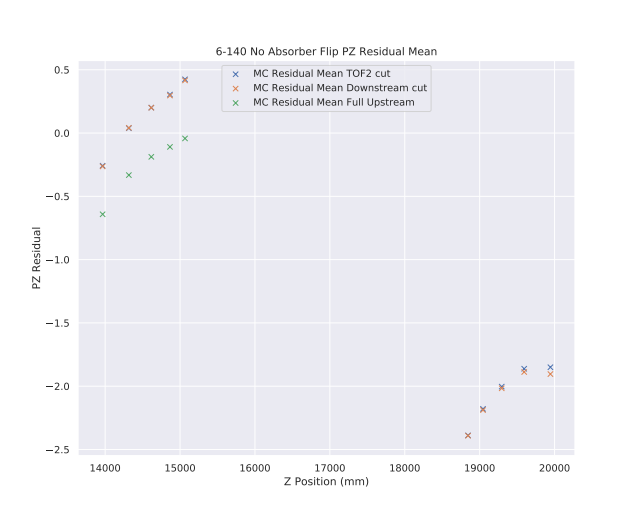 6-140 No Absorber Flip PZ Residual Mean
MC Residual Mean TOF2 cut
MC Residual Mean Downstream cut
MC Residual Mean Full Upstream
0.5
0.0
−0.5
−1.0
−1.5
−2.0
−2.5
PZ Residual
14000 15000 16000 17000 18000 19000 20000
Z Position (mm)